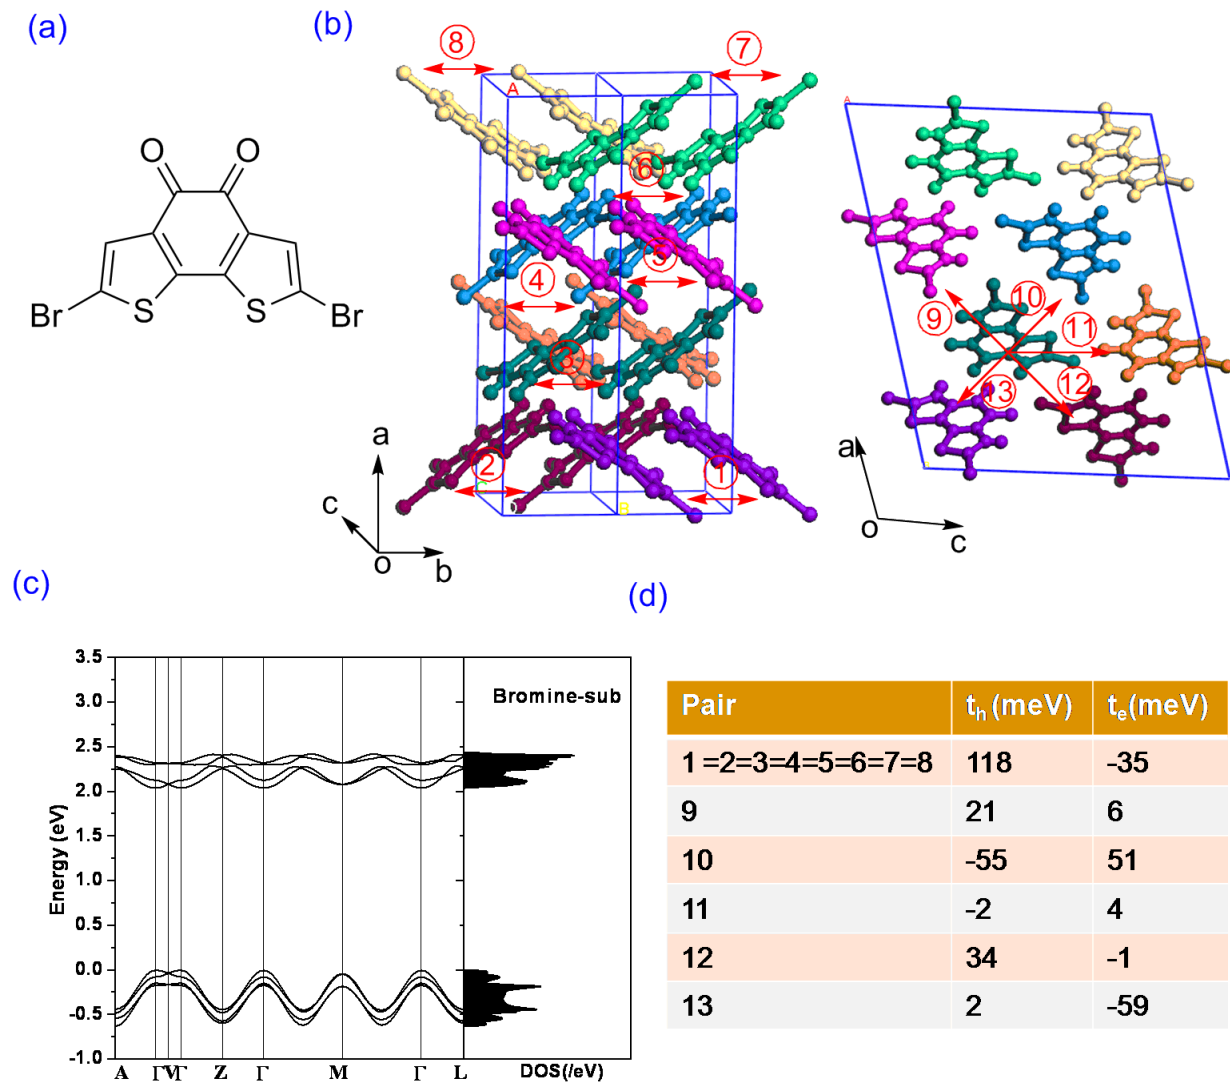 (a)
O O
Br S S Br
(b)
8 7
A
6
5
4
3
2 1
C
B
a
c
o b
A
9 10 11
13 12
a
o c
(c)
3.5
3.0
2.5
2.0
1.5
1.0
0.5
0.0
-0.5
-1.0
Energy (eV)
Bromine-sub
A Γ V Γ Z Γ M Γ L DOS(/eV)
(d)
Pair th (meV) te(meV)
1 =2=3=4=5=6=7=8 118 -35
9 21 6
10 -55 51
11 -2 4
12 34 -1
13 2 -59